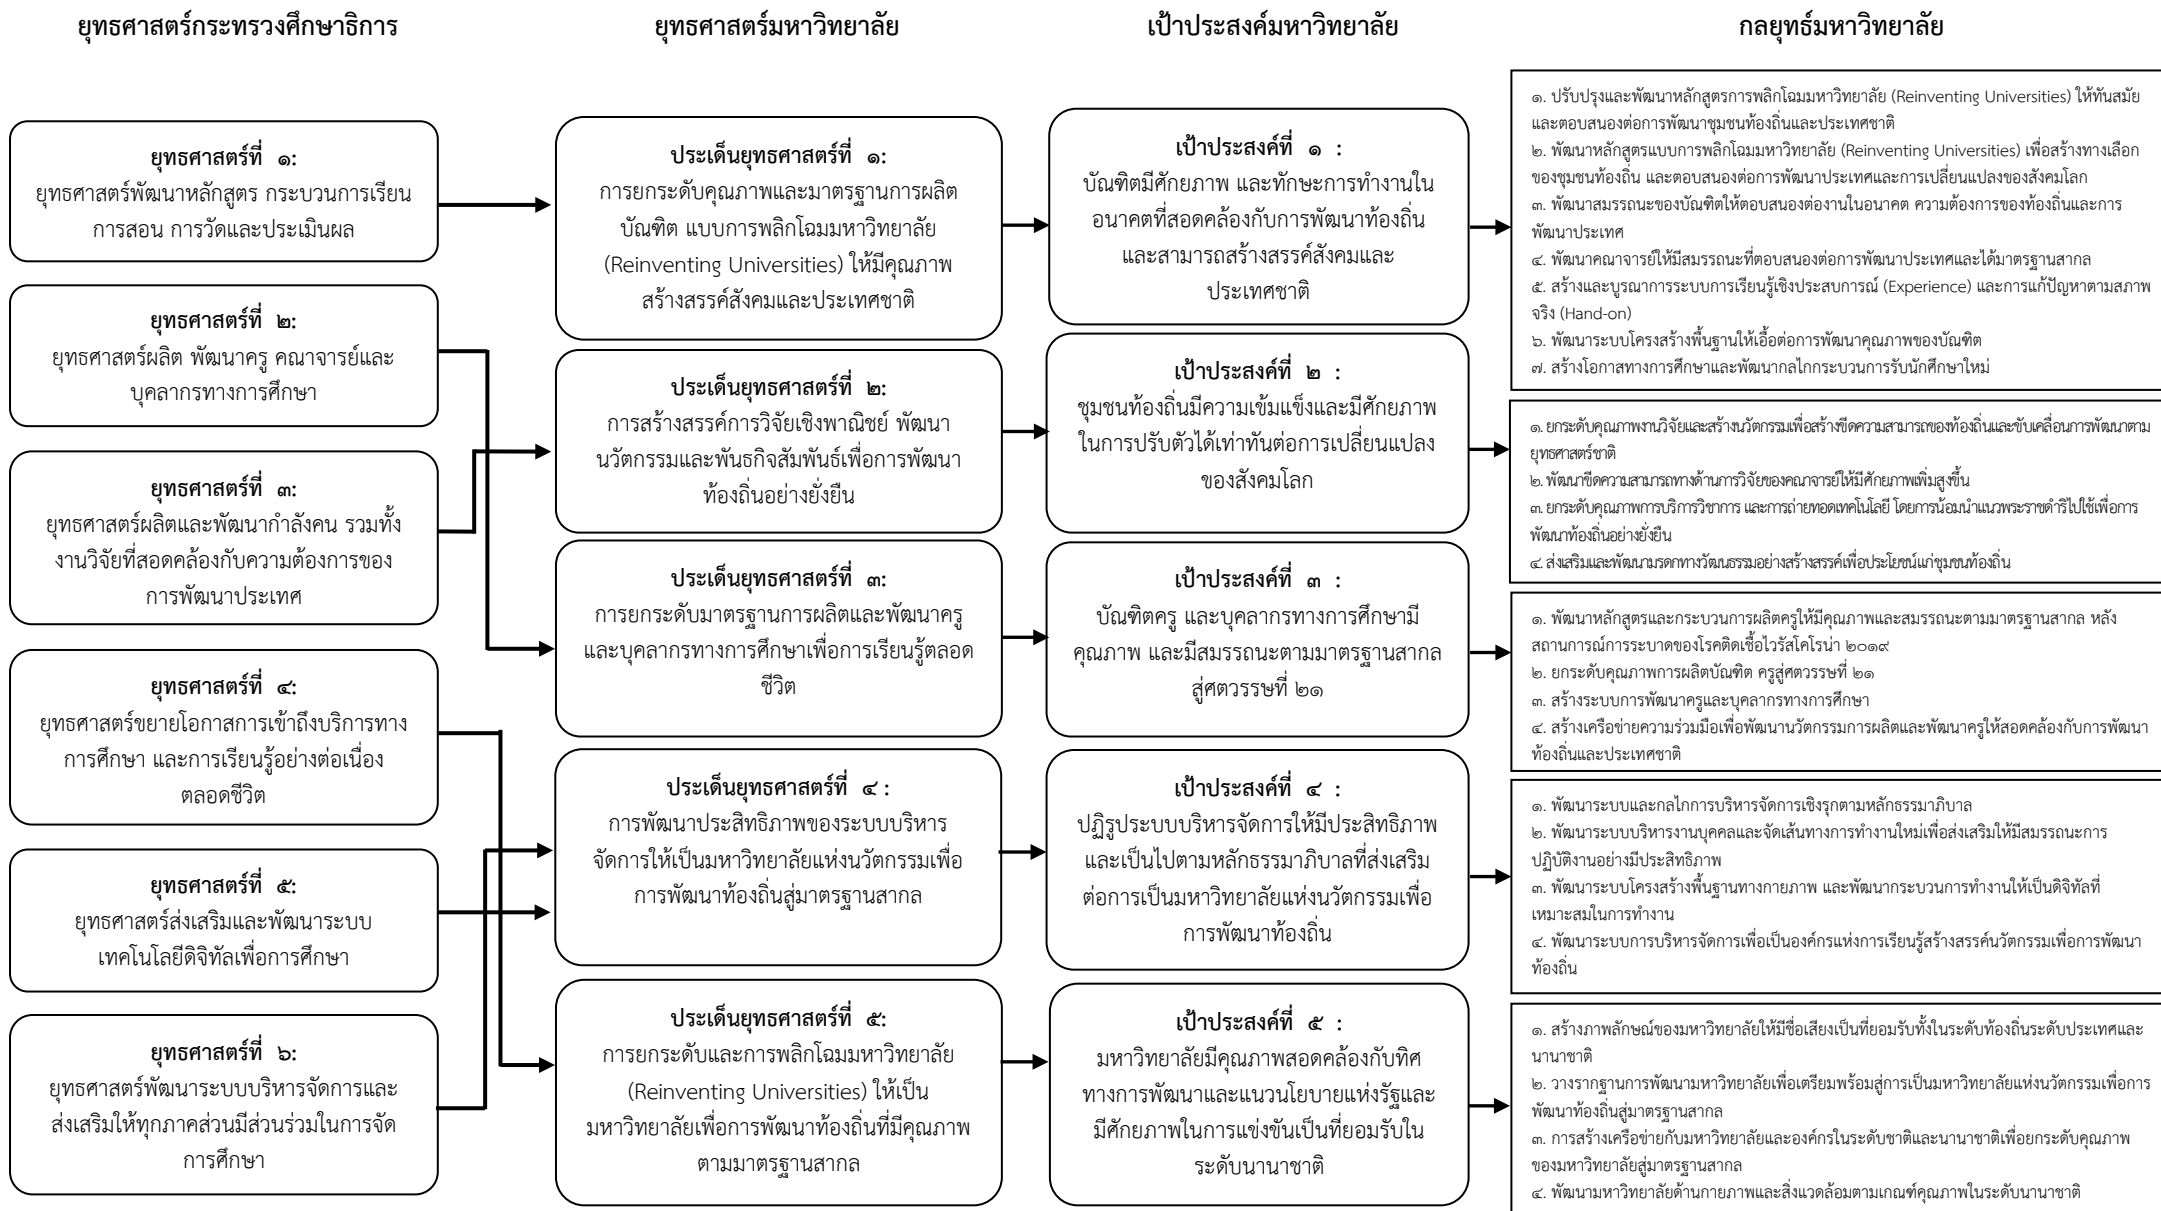 ยุทธศาสตร์กระทรวงศึกษาธิการ
ยุทธศาสตร์ที่ ๑:
ยุทธศาสตร์พัฒนาหลักสูตร กระบวนการเรียน
การสอน การวัดและประเมินผล
ยุทธศาสตร์ที่ ๒:
ยุทธศาสตร์ผลิต พัฒนาครู คณาจารย์และ
บุคลากรทางการศึกษา
ยุทธศาสตร์ที่ ๓:
ยุทธศาสตร์ผลิตและพัฒนากำลังคน รวมทั้ง
งานวิจัยที่สอดคล้องกับความต้องการของ
การพัฒนาประเทศ
ยุทธศาสตร์ที่ ๔:
ยุทธศาสตร์ขยายโอกาสการเข้าถึงบริการทาง
การศึกษา และการเรียนรู้อย่างต่อเนื่อง
ตลอดชีวิต
ยุทธศาสตร์ที่ ๕:
ยุทธศาสตร์ส่งเสริมและพัฒนาระบบ
เทคโนโลยีดิจิทัลเพื่อการศึกษา
ยุทธศาสตร์ที่ ๖:
ยุทธศาสตร์พัฒนาระบบบริหารจัดการและ
ส่งเสริมให้ทุกภาคส่วนมีส่วนร่วมในการจัด
การศึกษา
ยุทธศาสตร์มหาวิทยาลัย
ประเด็นยุทธศาสตร์ที่ ๑:
การยกระดับคุณภาพและมาตรฐานการผลิต
บัณฑิต แบบการพลิกโฉมมหาวิทยาลัย
(Reinventing Universities) ให้มีคุณภาพ
สร้างสรรค์สังคมและประเทศชาติ
ประเด็นยุทธศาสตร์ที่ ๒:
การสร้างสรรค์การวิจัยเชิงพาณิชย์ พัฒนา
นวัตกรรมและพันธกิจสัมพันธ์เพื่อการพัฒนา
ท้องถิ่นอย่างยั่งยืน
ประเด็นยุทธศาสตร์ที่ ๓:
การยกระดับมาตรฐานการผลิตและพัฒนาครู
และบุคลากรทางการศึกษาเพื่อการเรียนรู้ตลอด
ชีวิต
ประเด็นยุทธศาสตร์ที่ ๔ :
การพัฒนาประสิทธิภาพของระบบบริหาร
จัดการให้เป็นมหาวิทยาลัยแห่งนวัตกรรมเพื่อ
การพัฒนาท้องถิ่นสู่มาตรฐานสากล
ประเด็นยุทธศาสตร์ที่ ๕:
การยกระดับและการพลิกโฉมมหาวิทยาลัย
(Reinventing Universities) ให้เป็น
มหาวิทยาลัยเพื่อการพัฒนาท้องถิ่นที่มีคุณภาพ
ตามมาตรฐานสากล
เป้าประสงค์มหาวิทยาลัย
เป้าประสงค์ที่ ๑ :
บัณฑิตมีศักยภาพ และทักษะการทำงานใน
อนาคตที่สอดคล้องกับการพัฒนาท้องถิ่น
และสามารถสร้างสรรค์สังคมและ
ประเทศชาติ
เป้าประสงค์ที่ ๒ :
ชุมชนท้องถิ่นมีความเข้มแข็งและมีศักยภาพ
ในการปรับตัวได้เท่าทันต่อการเปลี่ยนแปลง
ของสังคมโลก
เป้าประสงค์ที่ ๓ :
บัณฑิตครู และบุคลากรทางการศึกษามี
คุณภาพ และมีสมรรถนะตามมาตรฐานสากล
สู่ศตวรรษที่ ๒๑
เป้าประสงค์ที่ ๔ :
ปฏิรูประบบบริหารจัดการให้มีประสิทธิภาพ
และเป็นไปตามหลักธรรมาภิบาลที่ส่งเสริม
ต่อการเป็นมหาวิทยาลัยแห่งนวัตกรรมเพื่อ
การพัฒนาท้องถิ่น
เป้าประสงค์ที่ ๕ :
มหาวิทยาลัยมีคุณภาพสอดคล้องกับทิศ
ทางการพัฒนาและแนวนโยบายแห่งรัฐและ
มีศักยภาพในการแข่งขันเป็นที่ยอมรับใน
ระดับนานาชาติ
กลยุทธ์มหาวิทยาลัย
๑. ปรับปรุงและพัฒนาหลักสูตรการพลิกโฉมมหาวิทยาลัย (Reinventing Universities) ให้ทันสมัย
และตอบสนองต่อการพัฒนาชุมชนท้องถิ่นและประเทศชาติ
๒. พัฒนาหลักสูตรแบบการพลิกโฉมมหาวิทยาลัย (Reinventing Universities) เพื่อสร้างทางเลือก
ของชุมชนท้องถิ่น และตอบสนองต่อการพัฒนาประเทศและการเปลี่ยนแปลงของสังคมโลก
๓. พัฒนาสมรรถนะของบัณฑิตให้ตอบสนองต่องานในอนาคต ความต้องการของท้องถิ่นและการ
พัฒนาประเทศ
๔. พัฒนาคณาจารย์ให้มีสมรรถนะที่ตอบสนองต่อการพัฒนาประเทศและได้มาตรฐานสากล
๕. สร้างและบูรณาการระบบการเรียนรู้เชิงประสบการณ์ (Experience) และการแก้ปัญหาตามสภาพ
จริง (Hand-on)
๖. พัฒนาระบบโครงสร้างพื้นฐานให้เอื้อต่อการพัฒนาคุณภาพของบัณฑิต
๗. สร้างโอกาสทางการศึกษาและพัฒนากลไกกระบวนการรับนักศึกษาใหม่
๑. ยกระดับคุณภาพงานวิจัยและสร้างนวัตกรรมเพื่อสร้างขีดความสามารถของท้องถิ่นและขับเคลื่อนการพัฒนาตาม
ยุทธศาสตร์ชาติ
๒. พัฒนาขีดความสามารถทางด้านการวิจัยของคณาจารย์ให้มีศักยภาพเพิ่มสูงขึ้น
๓. ยกระดับคุณภาพการบริการวิชาการ และการถ่ายทอดเทคโนโลยี โดยการน้อมนำแนวพระราชดำริไปใช้เพื่อการ
พัฒนาท้องถิ่นอย่างยั่งยืน
๔. ส่งเสริมและพัฒนามรดกทางวัฒนธรรมอย่างสร้างสรรค์เพื่อประโยชน์แก่ชุมชนท้องถิ่น
๑. พัฒนาหลักสูตรและกระบวนการผลิตครูให้มีคุณภาพและสมรรถนะตามมาตรฐานสากล หลัง
สถานการณ์การระบาดของโรคติดเชื้อไวรัสโคโรน่า ๒๐๑๙
๒. ยกระดับคุณภาพการผลิตบัณฑิต ครูสู่ศตวรรษที่ ๒๑
๓. สร้างระบบการพัฒนาครูและบุคลากรทางการศึกษา
๔. สร้างเครือข่ายความร่วมมือเพื่อพัฒนานวัตกรรมการผลิตและพัฒนาครูให้สอดคล้องกับการพัฒนา
ท้องถิ่นและประเทศชาติ
๑. พัฒนาระบบและกลไกการบริหารจัดการเชิงรุกตามหลักธรรมาภิบาล
๒. พัฒนาระบบบริหารงานบุคคลและจัดเส้นทางการทำงานใหม่เพื่อส่งเสริมให้มีสมรรถนะการ
ปฏิบัติงานอย่างมีประสิทธิภาพ
๓. พัฒนาระบบโครงสร้างพื้นฐานทางกายภาพ และพัฒนากระบวนการทำงานให้เป็นดิจิทัลที่
เหมาะสมในการทำงาน
๔. พัฒนาระบบการบริหารจัดการเพื่อเป็นองค์กรแห่งการเรียนรู้สร้างสรรค์นวัตกรรมเพื่อการพัฒนา
ท้องถิ่น
๑. สร้างภาพลักษณ์ของมหาวิทยาลัยให้มีชื่อเสียงเป็นที่ยอมรับทั้งในระดับท้องถิ่นระดับประเทศและ
นานาชาติ
๒. วางรากฐานการพัฒนามหาวิทยาลัยเพื่อเตรียมพร้อมสู่การเป็นมหาวิทยาลัยแห่งนวัตกรรมเพื่อการ
พัฒนาท้องถิ่นสู่มาตรฐานสากล
๓. การสร้างเครือข่ายกับมหาวิทยาลัยและองค์กรในระดับชาติและนานาชาติเพื่อยกระดับคุณภาพ
ของมหาวิทยาลัยสู่มาตรฐานสากล
๔. พัฒนามหาวิทยาลัยด้านกายภาพและสิ่งแวดล้อมตามเกณฑ์คุณภาพในระดับนานาชาติ